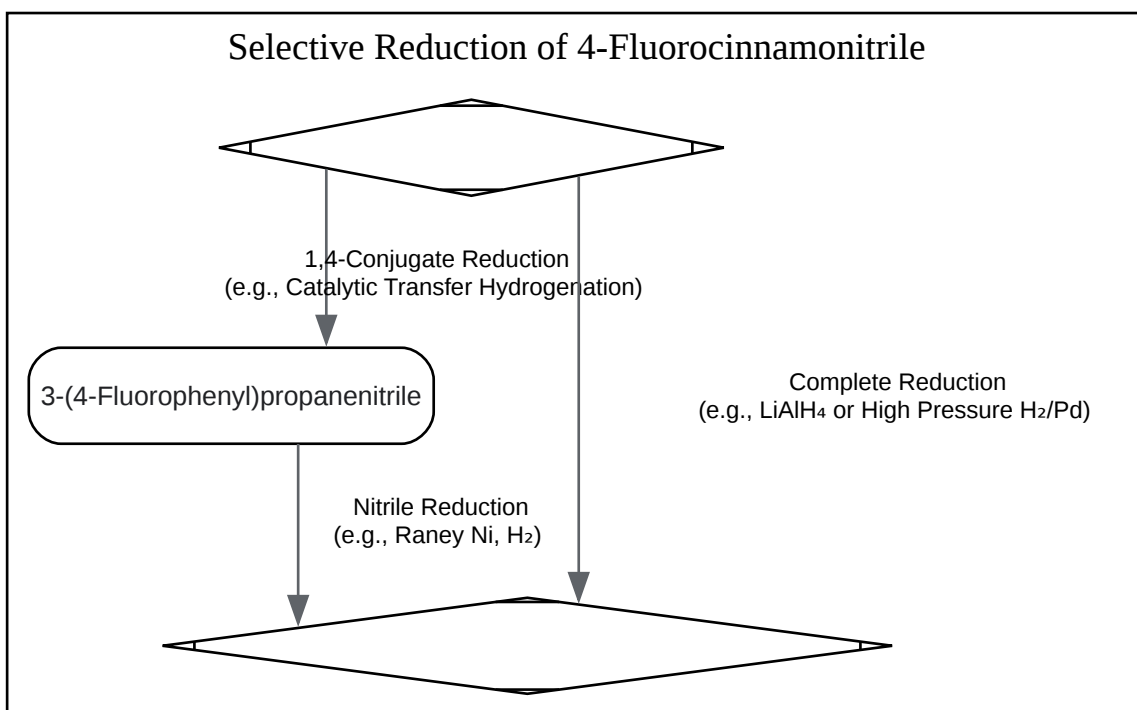 Selective Reduction of 4-Fluorocinnamonitrile
1,4-Conjugate Reduction
(e.g., Catalytic Transfer Hydrogenation)
3-(4-Fluorophenyl)propanenitrile
Complete Reduction
(e.g., LiAlH₄ or High Pressure H₂/Pd)
Nitrile Reduction
(e.g., Raney Ni, H₂)